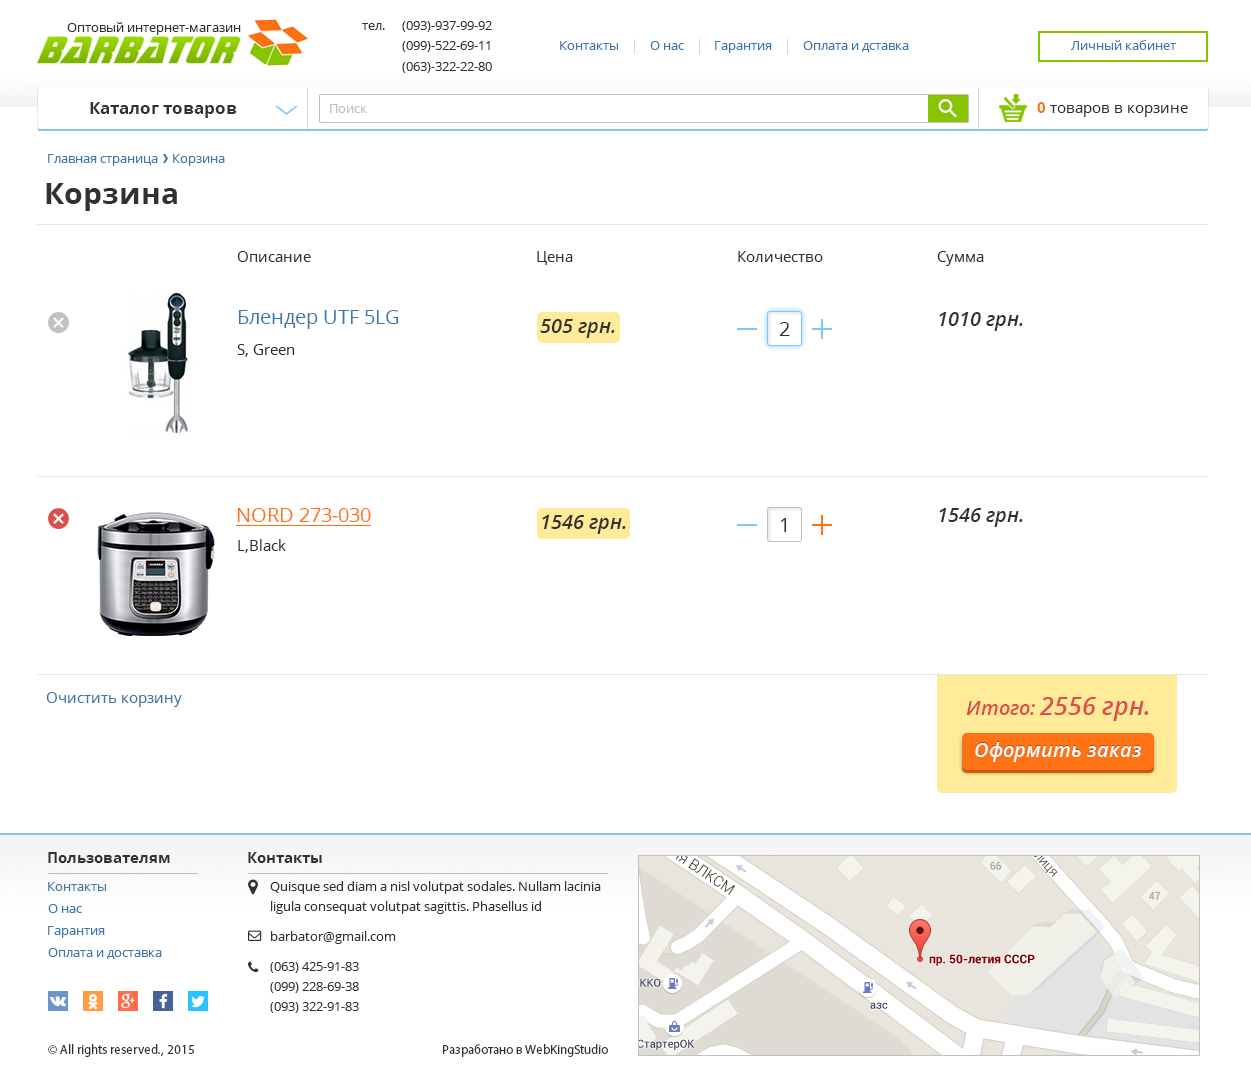 Оптовый интернет-магазин
BARBATOR
тел. (093)-937-99-92
(099)-522-69-11
(063)-322-22-80
Контакты
О нас
Гарантия
Оплата и дставка
Личный кабинет
Каталог товаров
Поиск
0 товаров в корзине
Главная страница ❯ Корзина
Корзина
Описание
Цена
Количество
Сумма
Блендер UTF 5LG
S, Green
505 грн.
2
1010 грн.
NORD 273-030
L,Black
1546 грн.
1
1546 грн.
Очистить корзину
Итого: 2556 грн.
Оформить заказ
Пользователям
Контакты
О нас
Гарантия
Оплата и доставка
© All rights reserved., 2015
Контакты
Quisque sed diam a nisl volutpat sodales. Nullam lacinia
ligula consequat volutpat sagittis. Phasellus id
barbator@gmail.com
(063) 425-91-83
(099) 228-69-38
(093) 322-91-83
Разработано в WebKingStudio
ия ВЛКСМ
66
лица
47
пр. 50-летия СССР
ККО
азс
СтартерОК